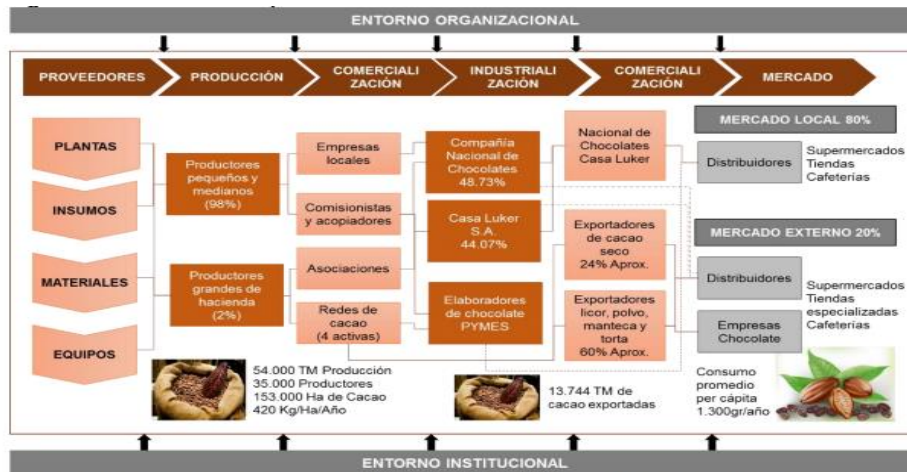 ENTORNO ORGANIZACIONAL
PROVEEDORES
PRODUCCIÓN
COMERCIALI
ZACIÓN
INDUSTRIALI
ZACIÓN
COMERCIALI
ZACIÓN
MERCADO
PLANTAS
INSUMOS
MATERIALES
EQUIPOS
Productores
pequeños y
medianos
(98%)
Productores
grandes de
hacienda
(2%)
Empresas
locales
Comisionistas
y acopiadores
Asociaciones
Redes de
cacao
(4 activas)
Compañía
Nacional de
Chocolates
48.73%
Casa Luker
S.A.
44.07%
Elaboradores
de chocolate
PYMES
Nacional de
Chocolates
Casa Luker
Exportadores
de cacao
seco
24% Aprox.
Exportadores
licor, polvo,
manteca y
torta
60% Aprox.
MERCADO LOCAL 80%
Distribuidores
Supermercados
Tiendas
Cafeterías
MERCADO EXTERNO 20%
Distribuidores
Empresas
Chocolate
Supermercados
Tiendas
especializadas
Cafeterías
54.000 TM Producción
35.000 Productores
153.000 Ha de Cacao
420 Kg/Ha/Año
13.744 TM de
cacao exportadas
Consumo
promedio
per cápita
1.300gr/año
ENTORNO INSTITUCIONAL